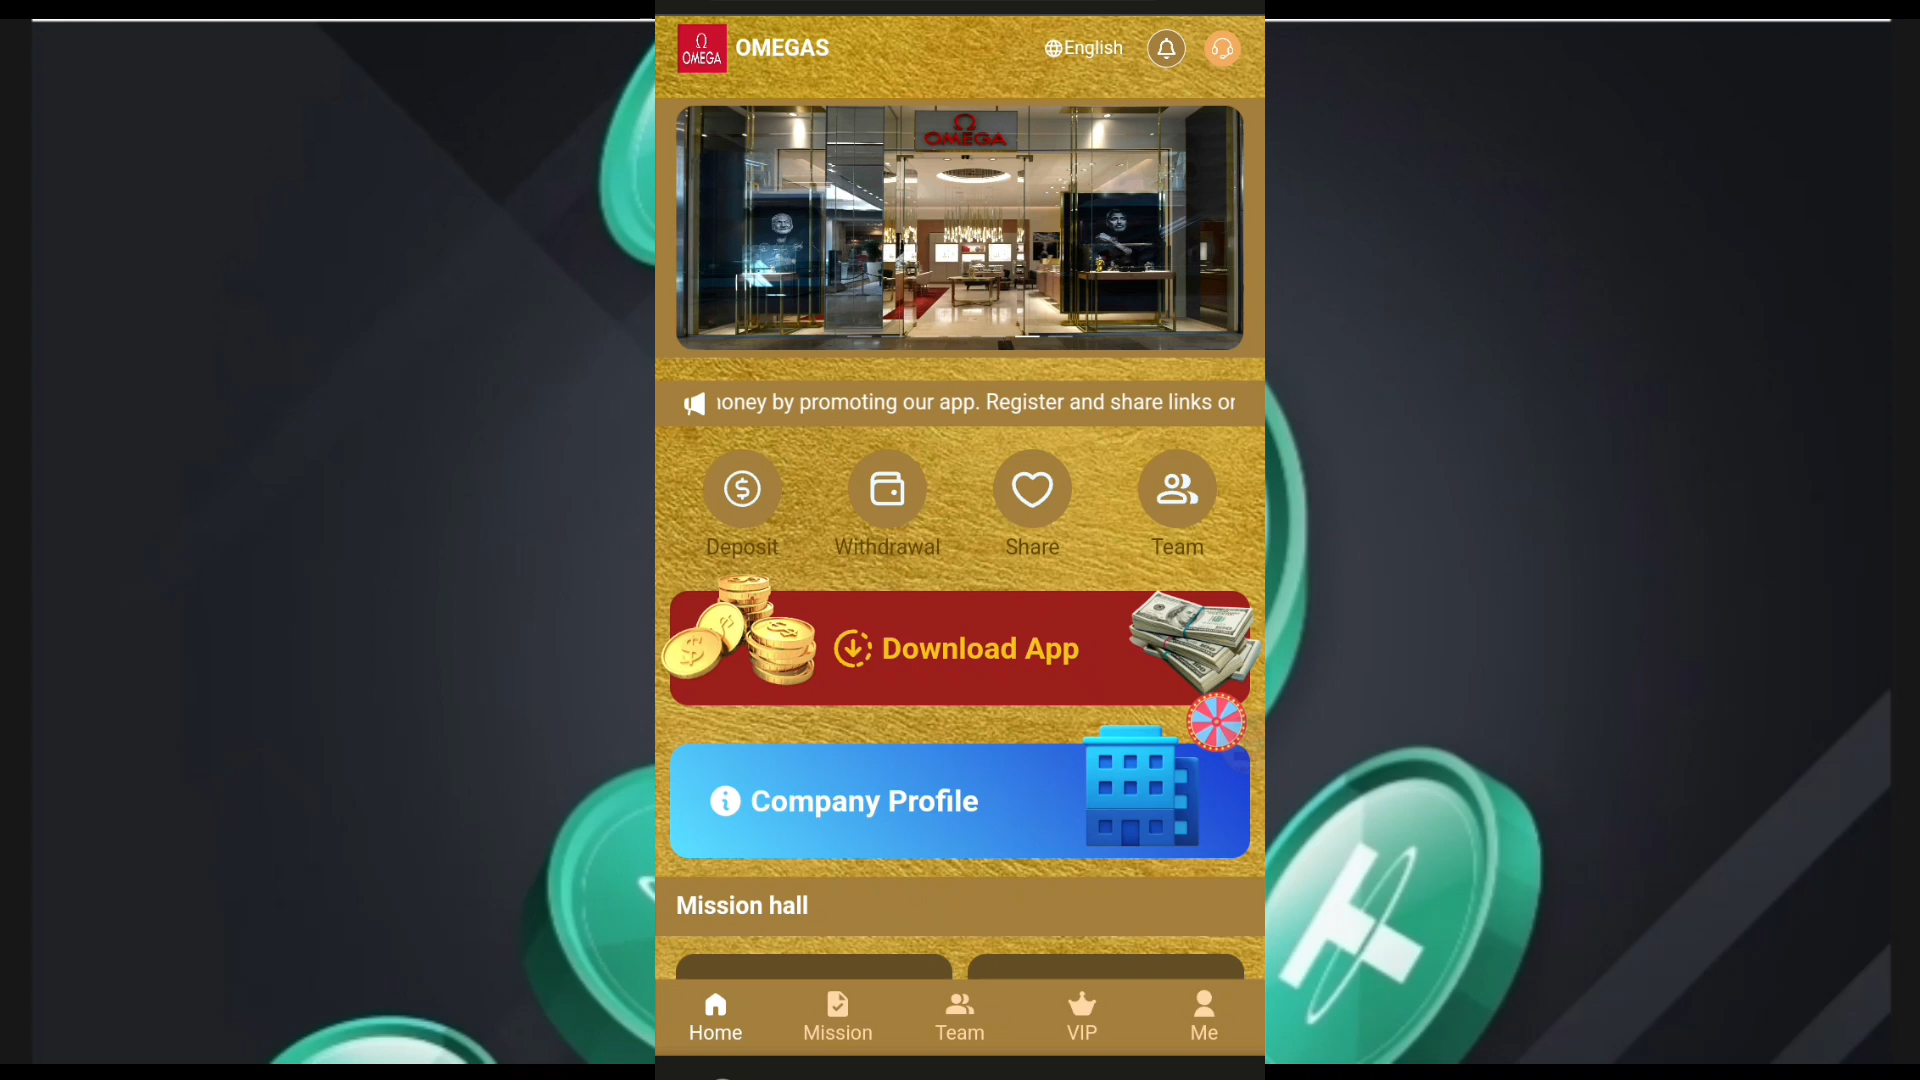 Ω
OMEGA
OMEGAS
English
Ω
OMEGA
oney by promoting our app. Register and share links or
Deposit
Withdrawal
Share
Team
Download App
Company Profile
Mission hall
Home
Mission
Team
VIP
Me